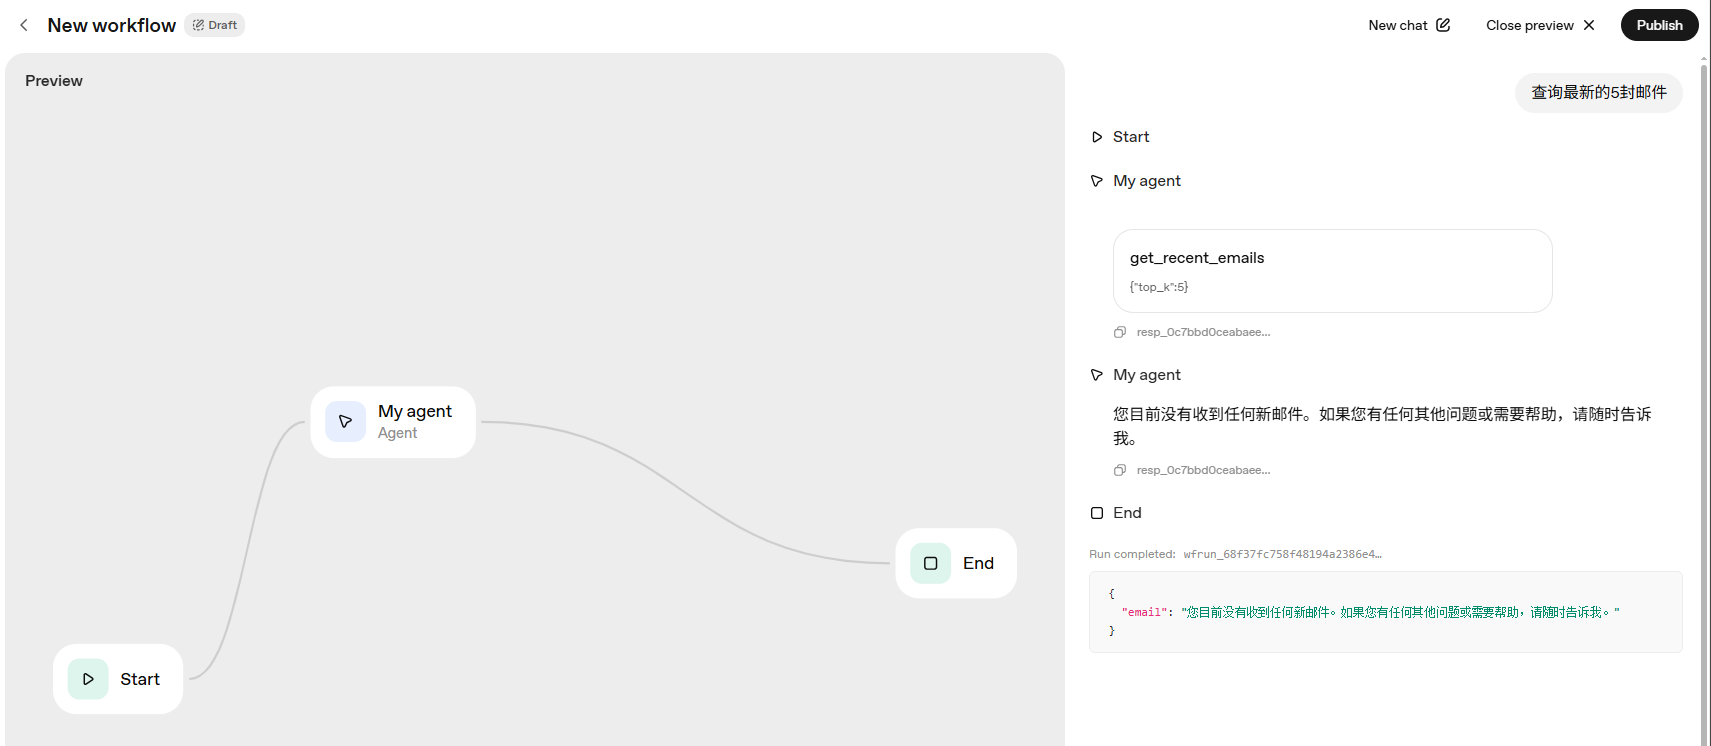 New workflow
Draft
New chat
Close preview
Publish
Preview
My agent
Agent
End
Start
查询最新的5封邮件
Start
My agent
get_recent_emails
{"top_k":5}
resp_0c7bbd0ceabaee...
My agent
您目前没有收到任何新邮件。如果您有任何其他问题或需要帮助，请随时告诉
我。
resp_0c7bbd0ceabaee...
End
Run completed: wfrun_68f37fc758f48194a2386e4…
{
"email": "您目前没有收到任何新邮件。如果您有任何其他问题或需要帮助，请随时告诉我。"
}